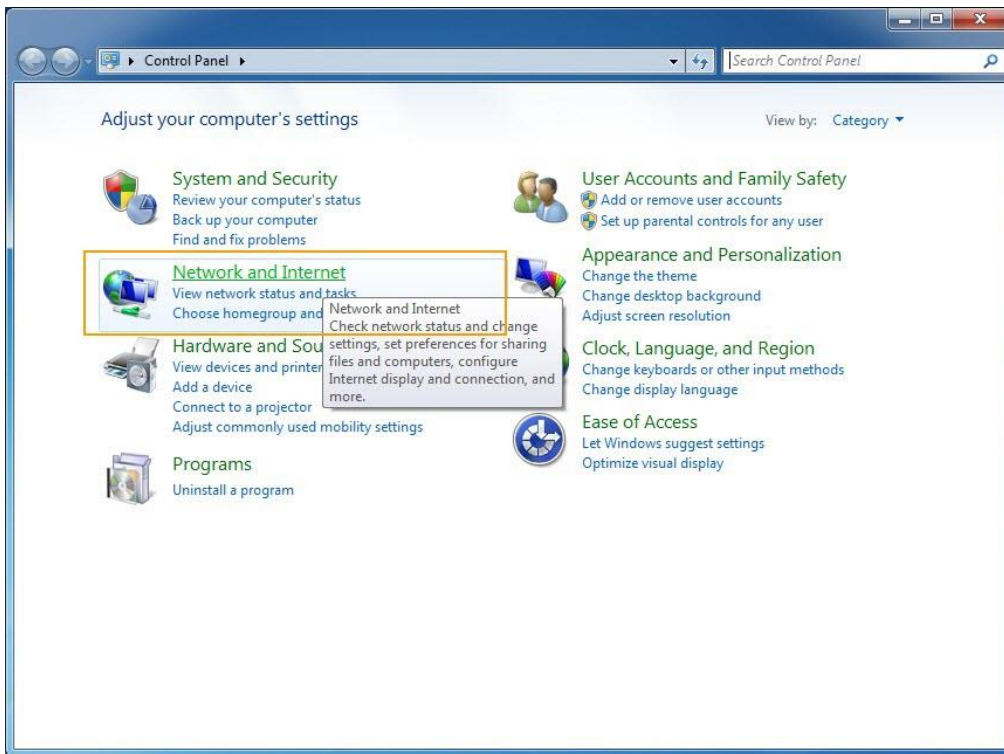 Control Panel
Search Control Panel
Adjust your computer's settings
View by: Category
System and Security
Review your computer's status
Back up your computer
Find and fix problems
Network and Internet
View network status and tasks
Choose homegroup and
Network and Internet
Check network status and change
settings, set preferences for sharing
files and computers, configure
Internet display and connection, and
more.
Hardware and Sou
View devices and printer
Add a device
Connect to a projector
Adjust commonly used mobility settings
Programs
Uninstall a program
User Accounts and Family Safety
Add or remove user accounts
Set up parental controls for any user
Appearance and Personalization
Change the theme
Change desktop background
Adjust screen resolution
Clock, Language, and Region
Change keyboards or other input methods
Change display language
Ease of Access
Let Windows suggest settings
Optimize visual display